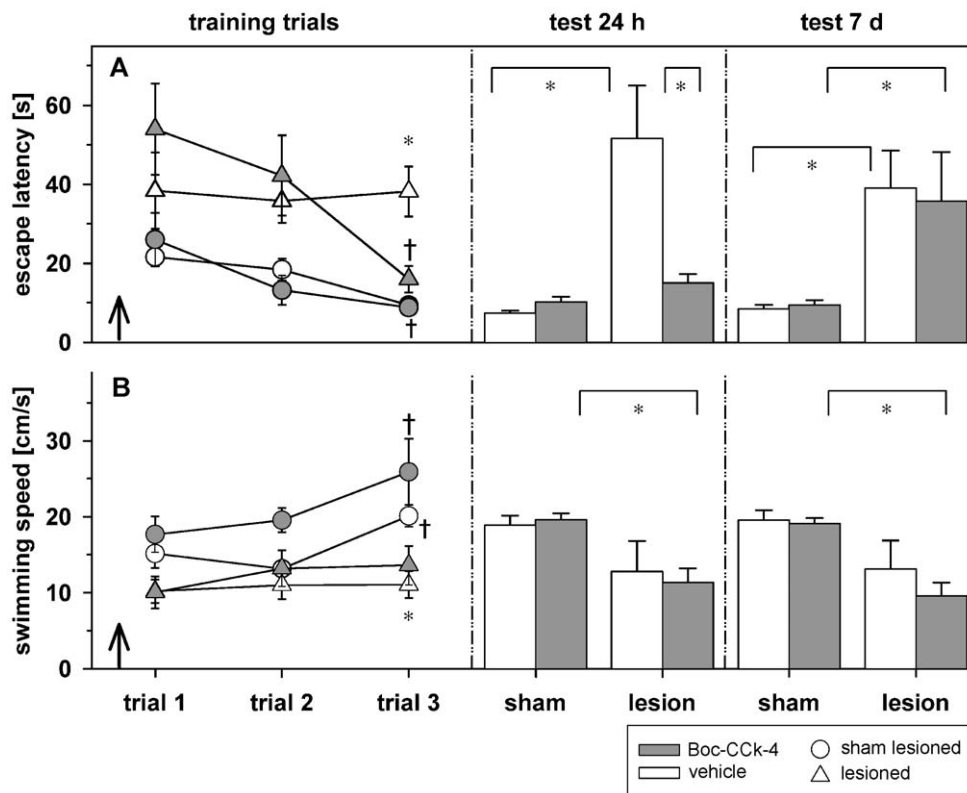 training trials test 24 h test 7 d
A
escape latency [s]
60
40
20
0
* * * * *
† †
B
swimming speed [cm/s]
30
20
10
0
† † * * *
trial 1 trial 2 trial 3 sham lesion sham lesion
Boc-CCk-4 sham lesioned
vehicle lesioned